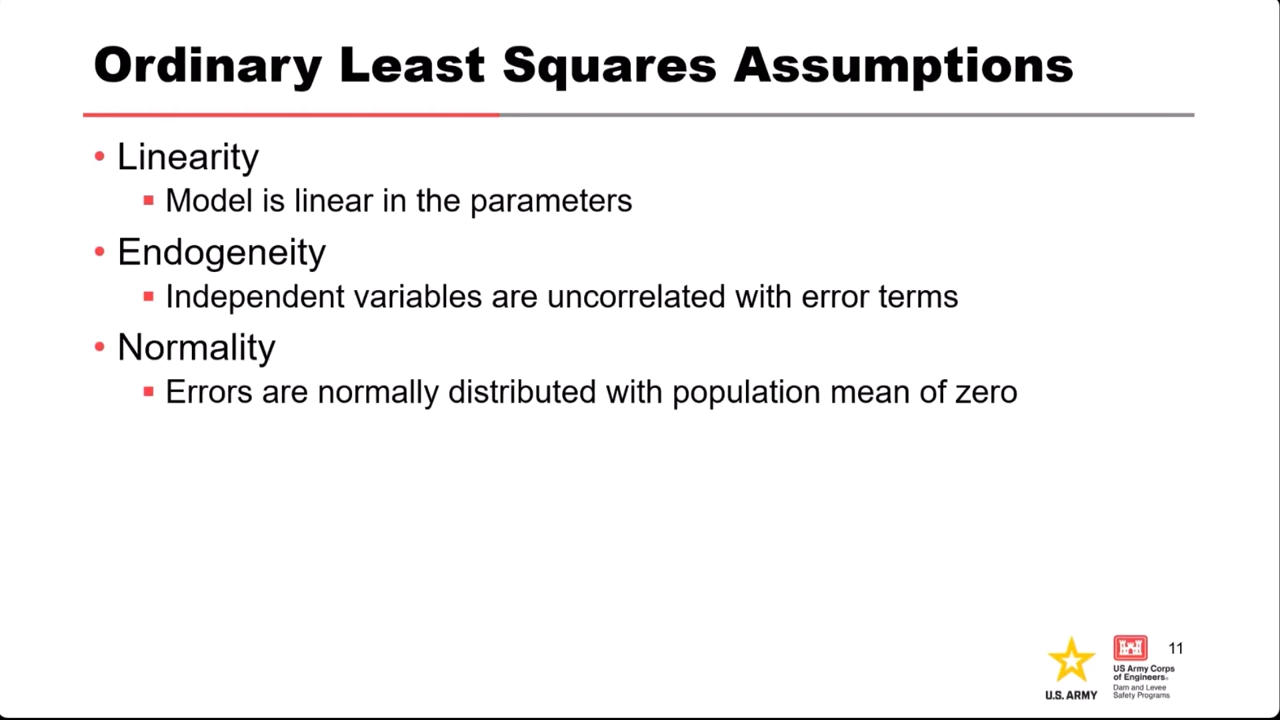 Ordinary Least Squares Assumptions
• Linearity
▪ Model is linear in the parameters
• Endogeneity
▪ Independent variables are uncorrelated with error terms
• Normality
▪ Errors are normally distributed with population mean of zero
11
U.S. ARMY
US Army Corps
of Engineers®
Dam and Levee
Safety Programs